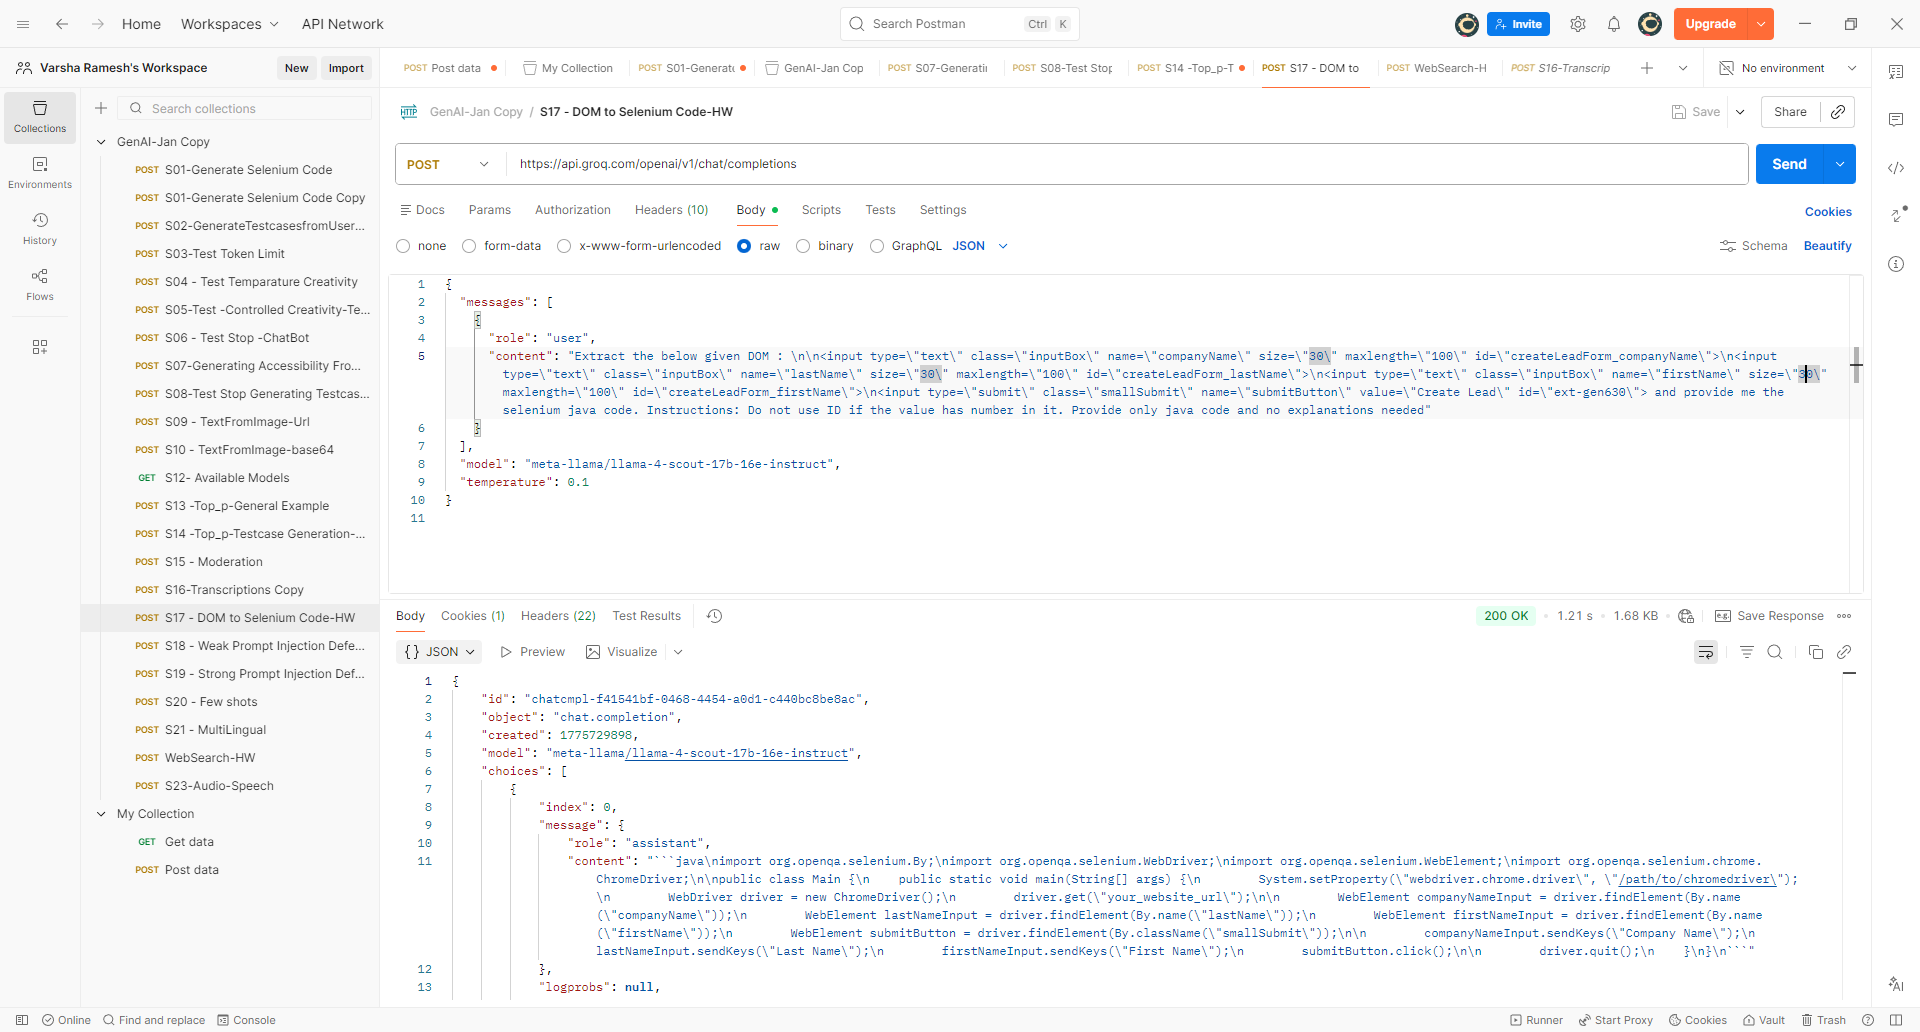 Home Workspaces API Network Search Postman Ctrl K Invite Upgrade
Varsha Ramesh's Workspace New Import
POST Post data My Collection POST S01-Generate GenAI-Jan Cop POST S07-Generatin POST S08-Test Stop POST S14 -Top_p-T POST S17 - DOM to POST WebSearch-H POST S16-Transcrip No environment
Collections
Environments
History
Flows
Search collections
GenAI-Jan Copy
POST S01-Generate Selenium Code
POST S01-Generate Selenium Code Copy
POST S02-GenerateTestcasesfromUser...
POST S03-Test Token Limit
POST S04 - Test Temparature Creativity
POST S05-Test -Controlled Creativity-Te...
POST S06 - Test Stop -ChatBot
POST S07-Generating Accessibility Fro...
POST S08-Test Stop Generating Testcas...
POST S09 - TextFromImage-Url
POST S10 - TextFromImage-base64
GET S12- Available Models
POST S13 -Top_p-General Example
POST S14 -Top_p-Testcase Generation-...
POST S15 - Moderation
POST S16-Transcriptions Copy
POST S17 - DOM to Selenium Code-HW
POST S18 - Weak Prompt Injection Defe...
POST S19 - Strong Prompt Injection Def...
POST S20 - Few shots
POST S21 - MultiLingual
POST WebSearch-HW
POST S23-Audio-Speech
My Collection
GET Get data
POST Post data
HTTP GenAI-Jan Copy / S17 - DOM to Selenium Code-HW Save Share
POST https://api.groq.com/openai/v1/chat/completions Send
Docs Params Authorization Headers (10) Body Scripts Tests Settings Cookies
none form-data x-www-form-urlencoded raw binary GraphQL JSON Schema Beautify
1 {
2 "messages": [
3 {
4 "role": "user",
5 "content": "Extract the below given DOM : \n\n<input type=\"text\" class=\"inputBox\" name=\"companyName\" size=\"30\" maxlength=\"100\" id=\"createLeadForm_companyName\">\n<input
type=\"text\" class=\"inputBox\" name=\"lastName\" size=\"30\" maxlength=\"100\" id=\"createLeadForm_lastName\">\n<input type=\"text\" class=\"inputBox\" name=\"firstName\" size=\"30\"
maxlength=\"100\" id=\"createLeadForm_firstName\">\n<input type=\"submit\" class=\"smallSubmit\" name=\"submitButton\" value=\"Create Lead\" id=\"ext-gen630\"> and provide me the
selenium java code. Instructions: Do not use ID if the value has number in it. Provide only java code and no explanations needed"
6 }
7 ],
8 "model": "meta-llama/llama-4-scout-17b-16e-instruct",
9 "temperature": 0.1
10 }
11
Body Cookies (1) Headers (22) Test Results 200 OK 1.21 s 1.68 KB Save Response
{} JSON Preview Visualize
1 {
2 "id": "chatcmpl-f41541bf-0468-4454-a0d1-c440bc8be8ac",
3 "object": "chat.completion",
4 "created": 1775729898,
5 "model": "meta-llama/llama-4-scout-17b-16e-instruct",
6 "choices": [
7 {
8 "index": 0,
9 "message": {
10 "role": "assistant",
11 "content": "```java\nimport org.openqa.selenium.By;\nimport org.openqa.selenium.WebDriver;\nimport org.openqa.selenium.WebElement;\nimport org.openqa.selenium.chrome.
ChromeDriver;\n\npublic class Main {\n    public static void main(String[] args) {\n        System.setProperty(\"webdriver.chrome.driver\", \"/path/to/chromedriver\");
\n        WebDriver driver = new ChromeDriver();\n        driver.get(\"your_website_url\");\n\n        WebElement companyNameInput = driver.findElement(By.name
(\"companyName\"));\n        WebElement lastNameInput = driver.findElement(By.name(\"lastName\"));\n        WebElement firstNameInput = driver.findElement(By.name
(\"firstName\"));\n        WebElement submitButton = driver.findElement(By.className(\"smallSubmit\"));\n\n        companyNameInput.sendKeys(\"Company Name\");\n
lastNameInput.sendKeys(\"Last Name\");\n        firstNameInput.sendKeys(\"First Name\");\n        submitButton.click();\n\n        driver.quit();\n    }\n}\n```"
12 },
13 "logprobs": null,
Online Find and replace Console Runner Start Proxy Cookies Vault Trash